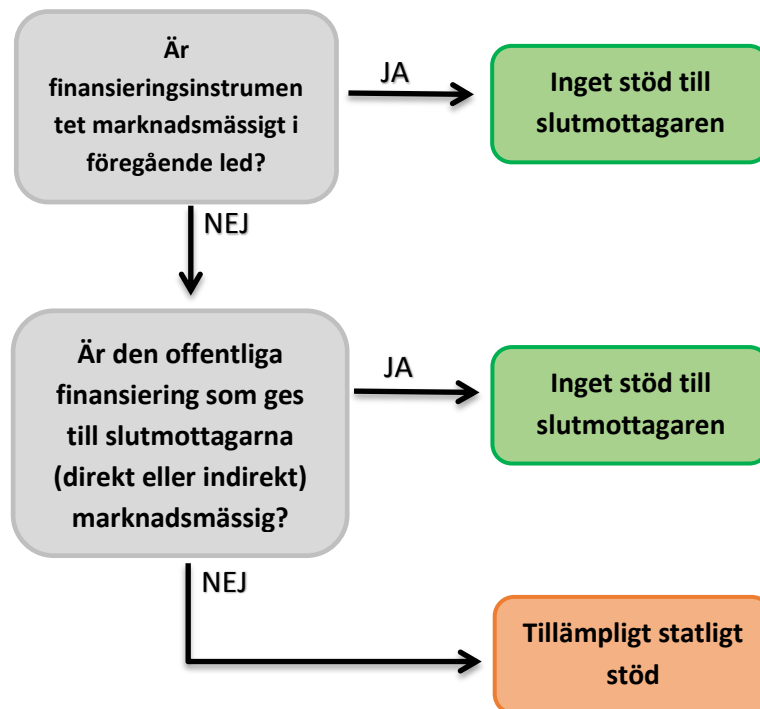 Är
finansieringsinstrumen
tet marknadsmässigt i
föregående led?
JA
Inget stöd till
slutmottagaren
NEJ
Är den offentliga
finansiering som ges
till slutmottagarna
(direkt eller indirekt)
marknadsmässig?
JA
Inget stöd till
slutmottagaren
NEJ
Tillämpligt statligt
stöd